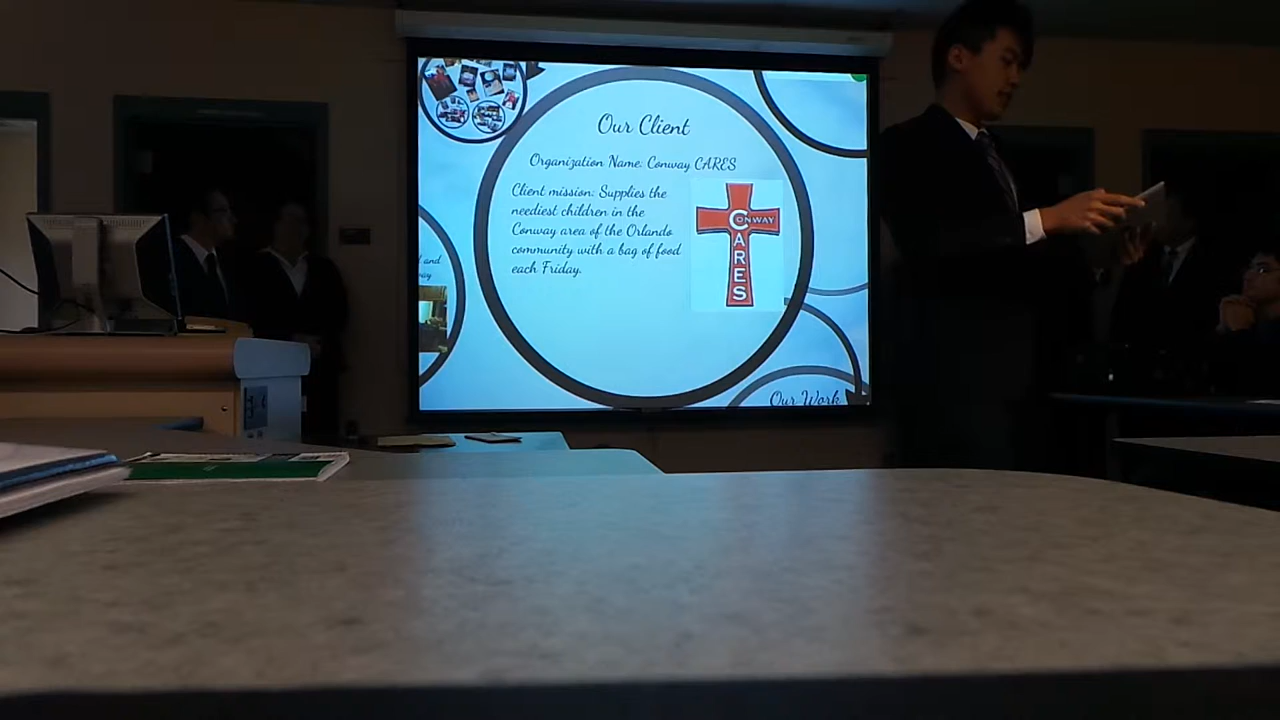 Our Client
Organization Name: Conway CARES
Client mission: Supplies the
neediest children in the
Conway area of the Orlando
community with a bag of food
each Friday.
CONWAY
CARES
and
Our Work